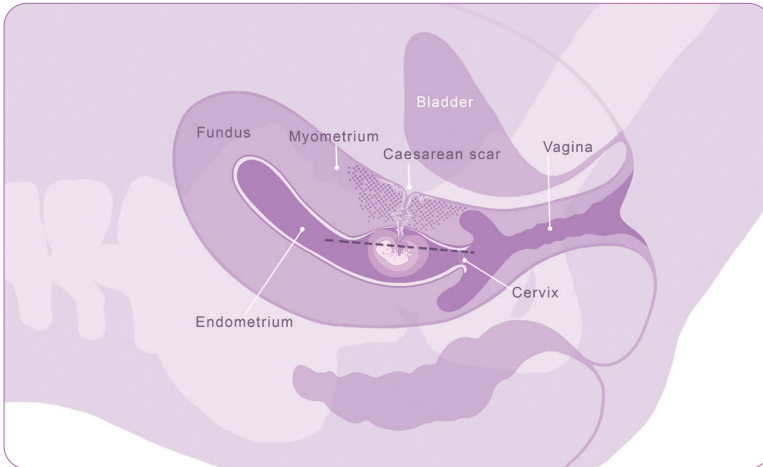 Bladder
Fundus
Myometrium
Caesarean scar
Vagina
Endometrium
Cervix